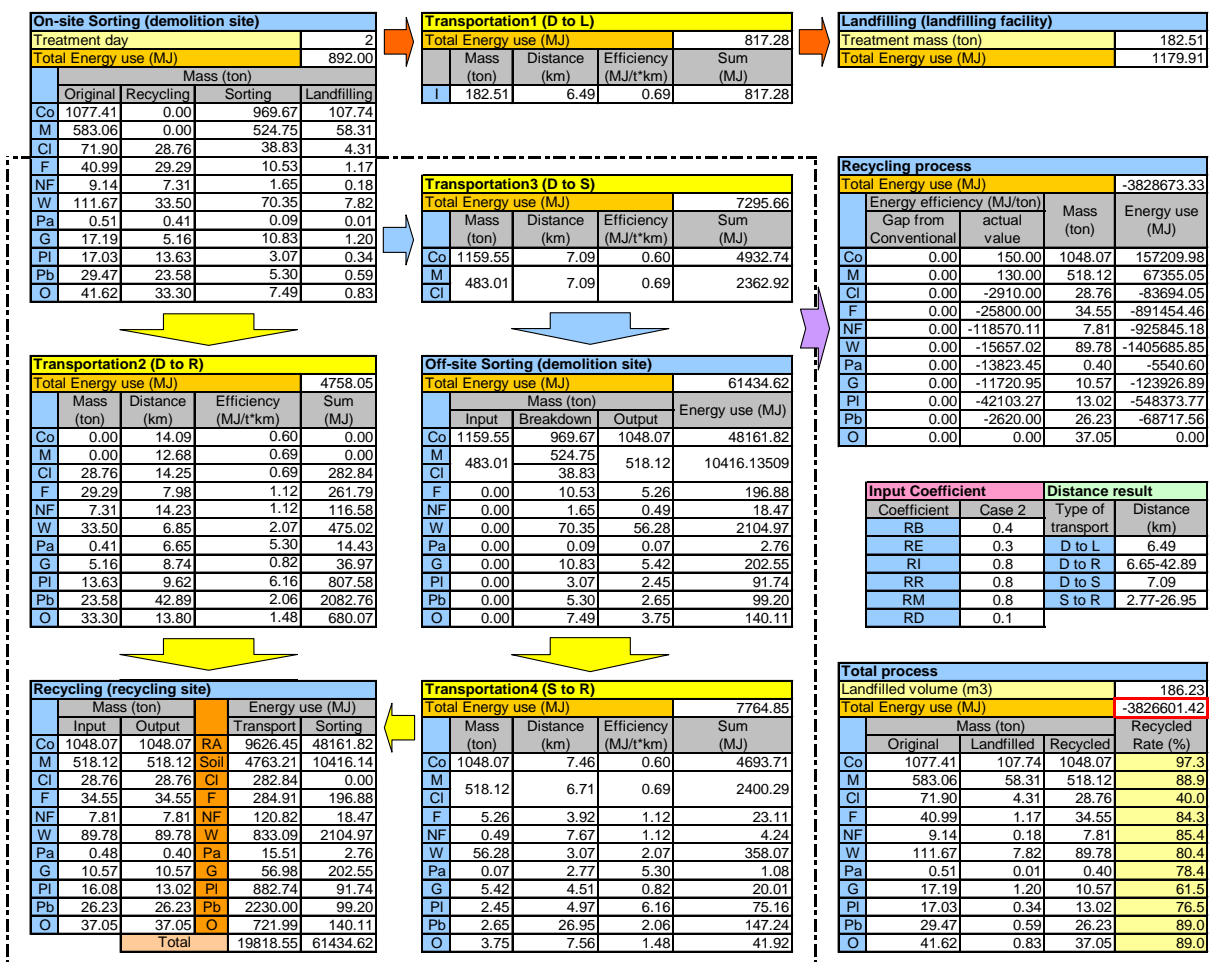 On-site Sorting (demolition site)
Treatment day 2
Total Energy use (MJ) 892.00
Mass (ton)
Original Recycling Sorting Landfilling
Co 1077.41 0.00 969.67 107.74
M 583.06 0.00 524.75 58.31
Cl 71.90 28.76 38.83 4.31
F 40.99 29.29 10.53 1.17
NF 9.14 7.31 1.65 0.18
W 111.67 33.50 70.35 7.82
Pa 0.51 0.41 0.09 0.01
G 17.19 5.16 10.83 1.20
Pl 17.03 13.63 3.07 0.34
Pb 29.47 23.58 5.30 0.59
O 41.62 33.30 7.49 0.83
Transportation1 (D to L)
Total Energy use (MJ) 817.28
Mass Distance Efficiency Sum
(ton) (km) (MJ/t*km) (MJ)
I 182.51 6.49 0.69 817.28
Landfilling (landfilling facility)
Treatment mass (ton) 182.51
Total Energy use (MJ) 1179.91
Transportation3 (D to S)
Total Energy use (MJ) 7295.66
Mass Distance Efficiency Sum
(ton) (km) (MJ/t*km) (MJ)
Co 1159.55 7.09 0.60 4932.74
M
483.01 7.09 0.69 2362.92
Cl
Recycling process
Total Energy use (MJ) -3828673.33
Energy efficiency (MJ/ton) Mass Energy use
Gap from actual (ton) (MJ)
Conventional value
Co 0.00 150.00 1048.07 157209.98
M 0.00 130.00 518.12 67355.05
Cl 0.00 -2910.00 28.76 -83694.05
F 0.00 -25800.00 34.55 -891454.46
NF 0.00 -118570.11 7.81 -925845.18
W 0.00 -15657.02 89.78 -1405685.85
Pa 0.00 -13823.45 0.40 -5540.60
G 0.00 -11720.95 10.57 -123926.89
Pl 0.00 -42103.27 13.02 -548373.77
Pb 0.00 -2620.00 26.23 -68717.56
O 0.00 0.00 37.05 0.00
Transportation2 (D to R)
Total Energy use (MJ) 4758.05
Mass Distance Efficiency Sum
(ton) (km) (MJ/t*km) (MJ)
Co 0.00 14.09 0.60 0.00
M 0.00 12.68 0.69 0.00
Cl 28.76 14.25 0.69 282.84
F 29.29 7.98 1.12 261.79
NF 7.31 14.23 1.12 116.58
W 33.50 6.85 2.07 475.02
Pa 0.41 6.65 5.30 14.43
G 5.16 8.74 0.82 36.97
Pl 13.63 9.62 6.16 807.58
Pb 23.58 42.89 2.06 2082.76
O 33.30 13.80 1.48 680.07
Off-site Sorting (demolition site)
Total Energy use (MJ) 61434.62
Mass (ton) Energy use (MJ)
Input Breakdown Output
Co 1159.55 969.67 1048.07 48161.82
M 524.75
483.01 518.12 10416.13509
Cl 38.83
F 0.00 10.53 5.26 196.88
NF 0.00 1.65 0.49 18.47
W 0.00 70.35 56.28 2104.97
Pa 0.00 0.09 0.07 2.76
G 0.00 10.83 5.42 202.55
Pl 0.00 3.07 2.45 91.74
Pb 0.00 5.30 2.65 99.20
O 0.00 7.49 3.75 140.11
Input Coefficient
Coefficient Case 2
RB 0.4
RE 0.3
RI 0.8
RR 0.8
RM 0.8
RD 0.1
Distance result
Type of Distance
transport (km)
D to L 6.49
D to R 6.65-42.89
D to S 7.09
S to R 2.77-26.95
Recycling (recycling site)
Mass (ton) Energy use (MJ)
Input Output Transport Sorting
Co 1048.07 1048.07 RA 9626.45 48161.82
M 518.12 518.12 Soil 4763.21 10416.14
Cl 28.76 28.76 Cl 282.84 0.00
F 34.55 34.55 F 284.91 196.88
NF 7.81 7.81 NF 120.82 18.47
W 89.78 89.78 W 833.09 2104.97
Pa 0.48 0.40 Pa 15.51 2.76
G 10.57 10.57 G 56.98 202.55
Pl 16.08 13.02 Pl 882.74 91.74
Pb 26.23 26.23 Pb 2230.00 99.20
O 37.05 37.05 O 721.99 140.11
Total 19818.55 61434.62
Transportation4 (S to R)
Total Energy use (MJ) 7764.85
Mass Distance Efficiency Sum
(ton) (km) (MJ/t*km) (MJ)
Co 1048.07 7.46 0.60 4693.71
M
518.12 6.71 0.69 2400.29
Cl
F 5.26 3.92 1.12 23.11
NF 0.49 7.67 1.12 4.24
W 56.28 3.07 2.07 358.07
Pa 0.07 2.77 5.30 1.08
G 5.42 4.51 0.82 20.01
Pl 2.45 4.97 6.16 75.16
Pb 2.65 26.95 2.06 147.24
O 3.75 7.56 1.48 41.92
Total process
Landfilled volume (m3) 186.23
Total Energy use (MJ) -3826601.42
Mass (ton) Recycled
Original Landfilled Recycled Rate (%)
Co 1077.41 107.74 1048.07 97.3
M 583.06 58.31 518.12 88.9
Cl 71.90 4.31 28.76 40.0
F 40.99 1.17 34.55 84.3
NF 9.14 0.18 7.81 85.4
W 111.67 7.82 89.78 80.4
Pa 0.51 0.01 0.40 78.4
G 17.19 1.20 10.57 61.5
Pl 17.03 0.34 13.02 76.5
Pb 29.47 0.59 26.23 89.0
O 41.62 0.83 37.05 89.0